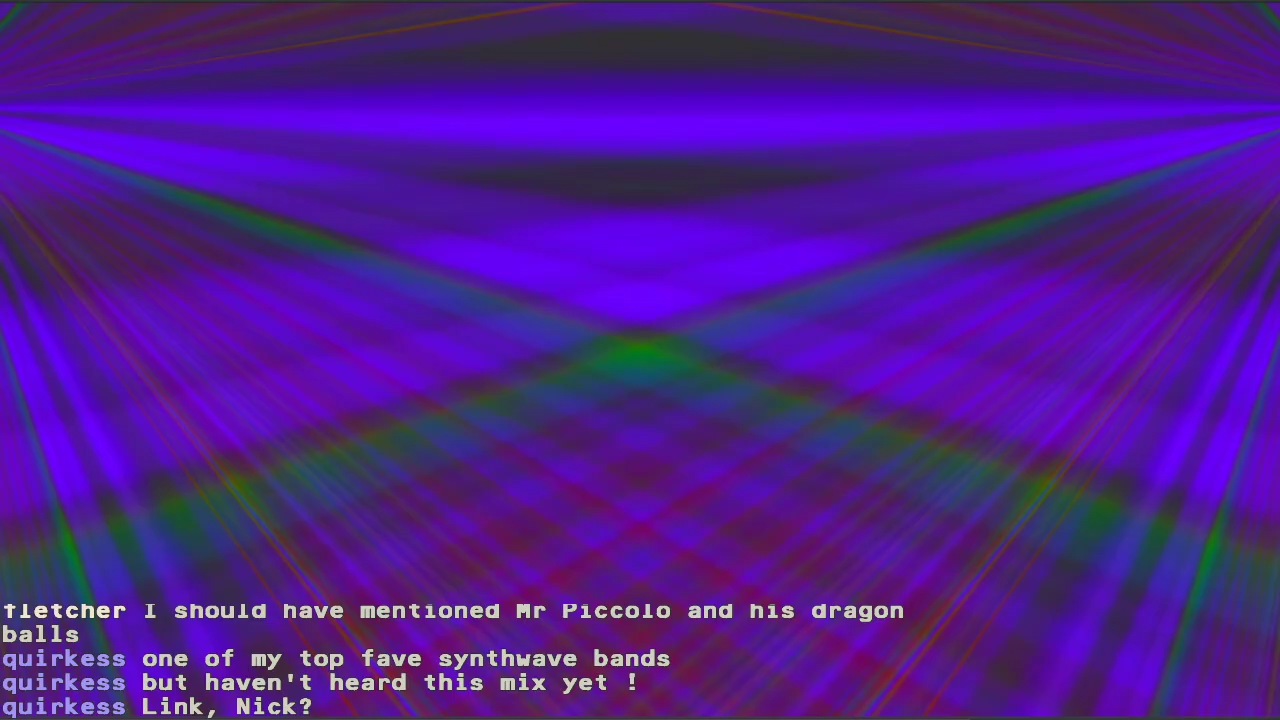 fletcher I should have mentioned Mr Piccolo and his dragon
balls
quirkess one of my top fave synthwave bands
quirkess but haven't heard this mix yet !
quirkess Link, Nick?